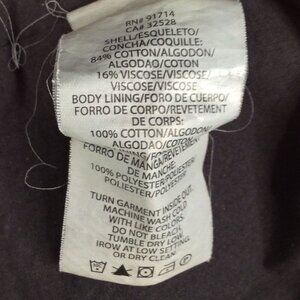 RN# 91714
CA# 32528
SHELL/ESQUELETO/
CONCHA/COQUILLE:
84% COTTON/ALGODON/
ALGODAO/COTON
16% VISCOSE/VISCOSE/
VISCOSE/VISCOSE
BODY LINING/FORO DE CUERPO/
FORRO DE CORPO/REVETEMENT
DE CORPS:
100% COTTON/ALGODON/
ALGODAO/COTON
FORRO DE MANGA/REVETEMENT
DE MANCHE:
100% POLYESTER/POLIESTER/
POLIESTER/POLYESTER
TURN GARMENT INSIDE OUT.
MACHINE WASH COLD
WITH LIKE COLORS.
DO NOT BLEACH.
TUMBLE DRY LOW.
IRON AT LOW SETTING
OR DRY CLEAN.